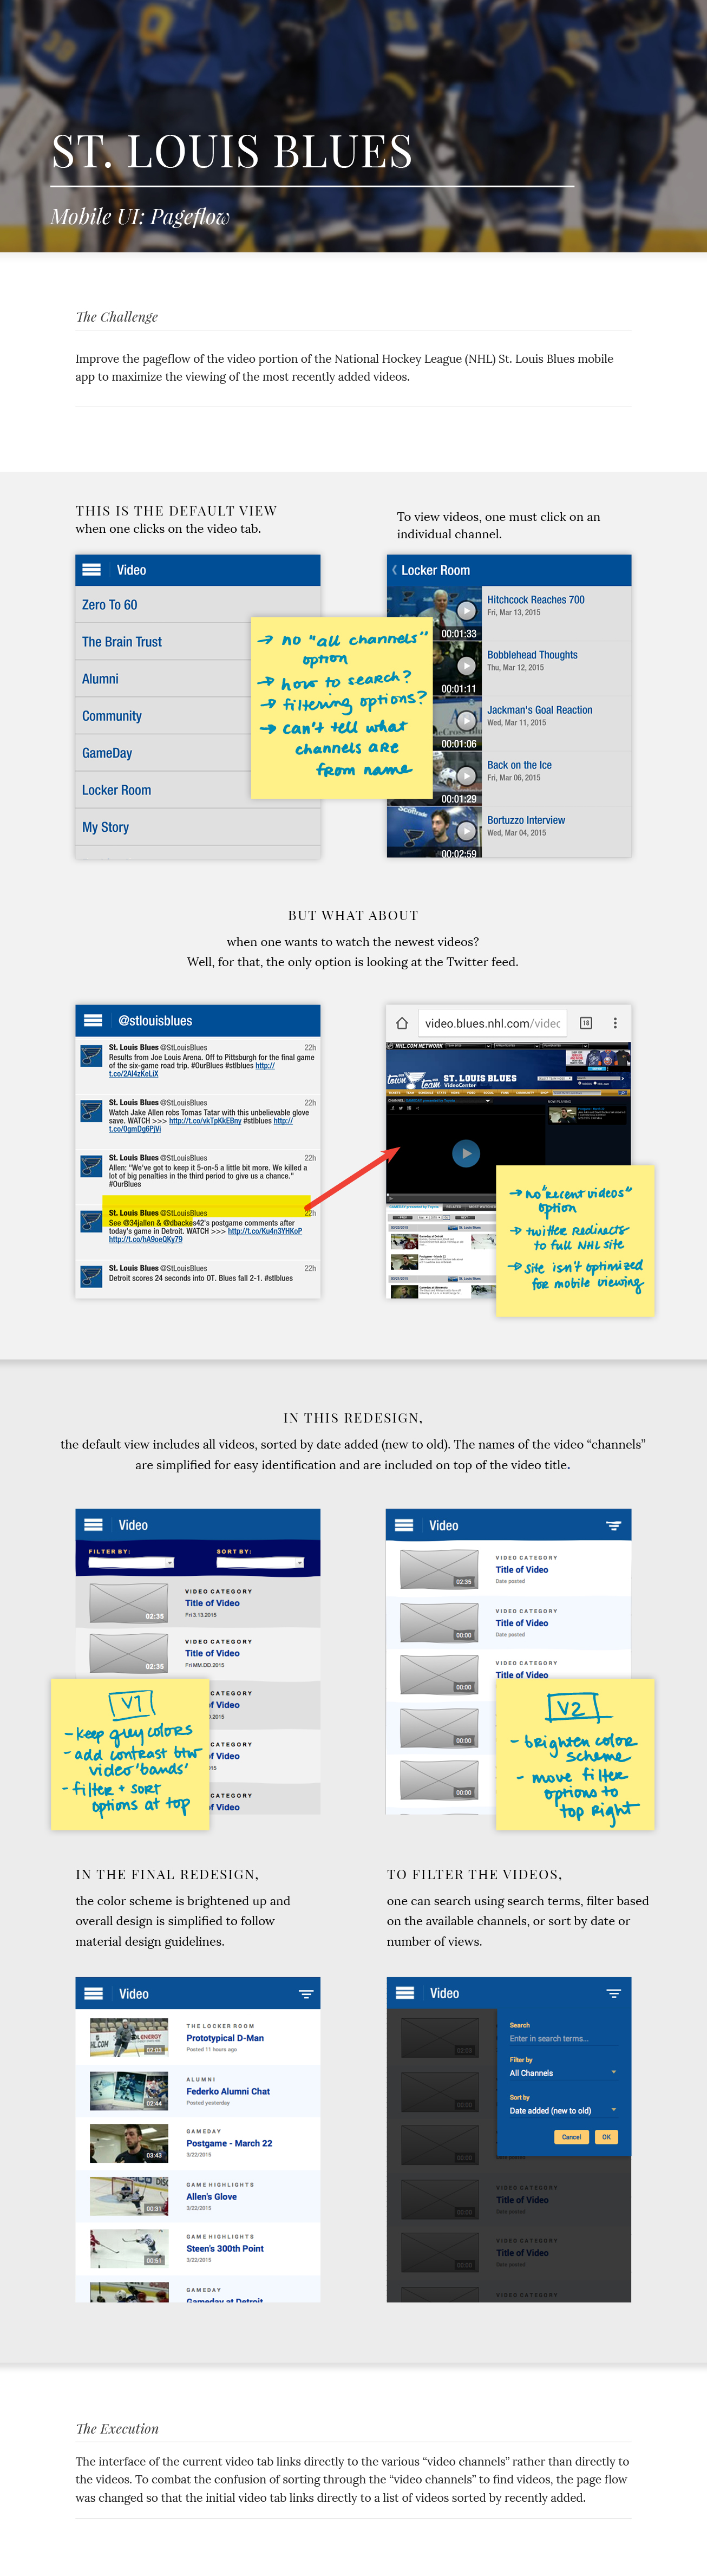 ST. LOUIS BLUES
Mobile UI: Pageflow
The Challenge
Improve the pageflow of the video portion of the National Hockey League (NHL) St. Louis Blues mobile
app to maximize the viewing of the most recently added videos.
THIS IS THE DEFAULT VIEW
when one clicks on the video tab.
To view videos, one must click on an
individual channel.
Video
Zero To 60
The Brain Trust
Alumni
Community
GameDay
Locker Room
My Story
→ no "all channels"
option
→ how to search?
→ filtering options?
→ can't tell what
channels are
from name
Locker Room
Hitchcock Reaches 700
Fri, Mar 13, 2015
00:01:33
Bobblehead Thoughts
Thu, Mar 12, 2015
00:01:11
Jackman's Goal Reaction
Wed, Mar 11, 2015
00:01:06
Back on the Ice
Fri, Mar 06, 2015
00:01:29
Bortuzzo Interview
Wed, Mar 04, 2015
00:02:59
BUT WHAT ABOUT
when one wants to watch the newest videos?
Well, for that, the only option is looking at the Twitter feed.
@stlouisblues
St. Louis Blues @StLouisBlues 22h
Results from Joe Louis Arena. Off to Pittsburgh for the final game
of the six-game road trip. #OurBlues #stlblues http://
t.co/2AI4zKeLiX
St. Louis Blues @StLouisBlues 22h
Watch Jake Allen robs Tomas Tatar with this unbelievable glove
save. WATCH >>> http://t.co/vkTpKkEBny #stlblues http://
t.co/0gmDg6PjVi
St. Louis Blues @StLouisBlues 22h
Allen: "We've got to keep it 5-on-5 a little bit more. We killed a
lot of big penalties in the third period to give us a chance."
#OurBlues
St. Louis Blues @StLouisBlues 22h
See @34jallen & @dbackes42's postgame comments after
today's game in Detroit. WATCH >>> http://t.co/Ku4n3YHKoP
http://t.co/hA9oeQKy79
St. Louis Blues @StLouisBlues 22h
Detroit scores 24 seconds into OT. Blues fall 2-1. #stlblues
video.blues.nhl.com/videc
18
NHL.COM NETWORK
ST. LOUIS BLUES
VideoCenter
→ no "recent videos"
option
→ twitter redirects
to full NHL site
→ site isn't optimized
for mobile viewing
IN THIS REDESIGN,
the default view includes all videos, sorted by date added (new to old). The names of the video “channels”
are simplified for easy identification and are included on top of the video title.
Video
FILTER BY: SORT BY:
VIDEO CATEGORY
Title of Video
Fri 3.13.2015
02:35
VIDEO CATEGORY
Title of Video
Fri MM.DD.2015
02:35
CATEGORY
of Video
.2015
CATEGORY
of Video
CATEGORY
of Video
CATEGORY
of Video
V1
- keep grey colors
- add contrast btw
video 'bands'
- filter + sort
options at top
Video
VIDEO CATEGORY
Title of Video
Date posted
02:35
VIDEO CATEGORY
Title of Video
Date posted
00:00
VIDEO CATEGORY
Title of Video
00:00
00:00
00:00
V2
- brighten color
scheme
- move filter
options to
top right
IN THE FINAL REDESIGN,
the color scheme is brightened up and
overall design is simplified to follow
material design guidelines.
TO FILTER THE VIDEOS,
one can search using search terms, filter based
on the available channels, or sort by date or
number of views.
Video
THE LOCKER ROOM
Prototypical D-Man
Posted 11 hours ago
02:03
ALUMNI
Federko Alumni Chat
Posted yesterday
02:44
GAMEDAY
Postgame - March 22
3/22/2015
03:43
GAME HIGHLIGHTS
Allen's Glove
3/22/2015
00:31
GAME HIGHLIGHTS
Steen's 300th Point
3/22/2015
00:51
GAMEDAY
Gameday at Detroit
Video
Search
Enter in search terms...
Filter by
All Channels
Sort by
Date added (new to old)
Cancel OK
Title of Video
Date posted
VIDEO CATEGORY
Title of Video
Date posted
VIDEO CATEGORY
The Execution
The interface of the current video tab links directly to the various “video channels” rather than directly to
the videos. To combat the confusion of sorting through the “video channels” to find videos, the page flow
was changed so that the initial video tab links directly to a list of videos sorted by recently added.